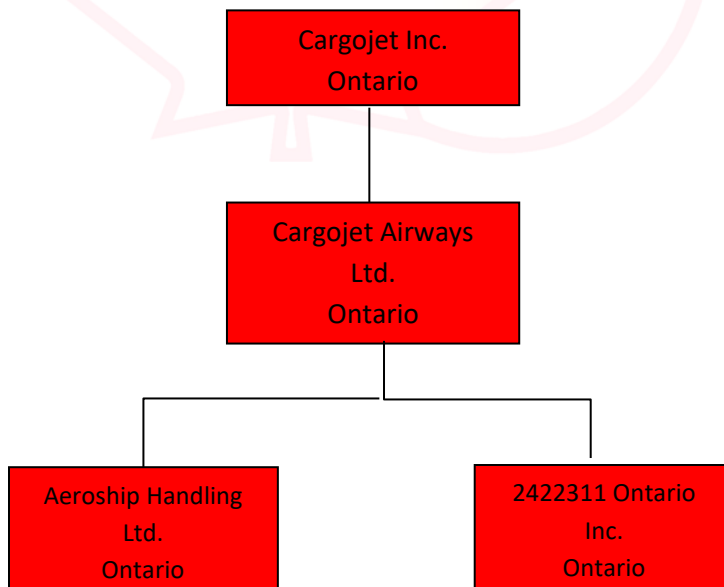 Cargojet Inc.
Ontario
Cargojet Airways
Ltd.
Ontario
Aeroship Handling
Ltd.
Ontario
2422311 Ontario
Inc.
Ontario